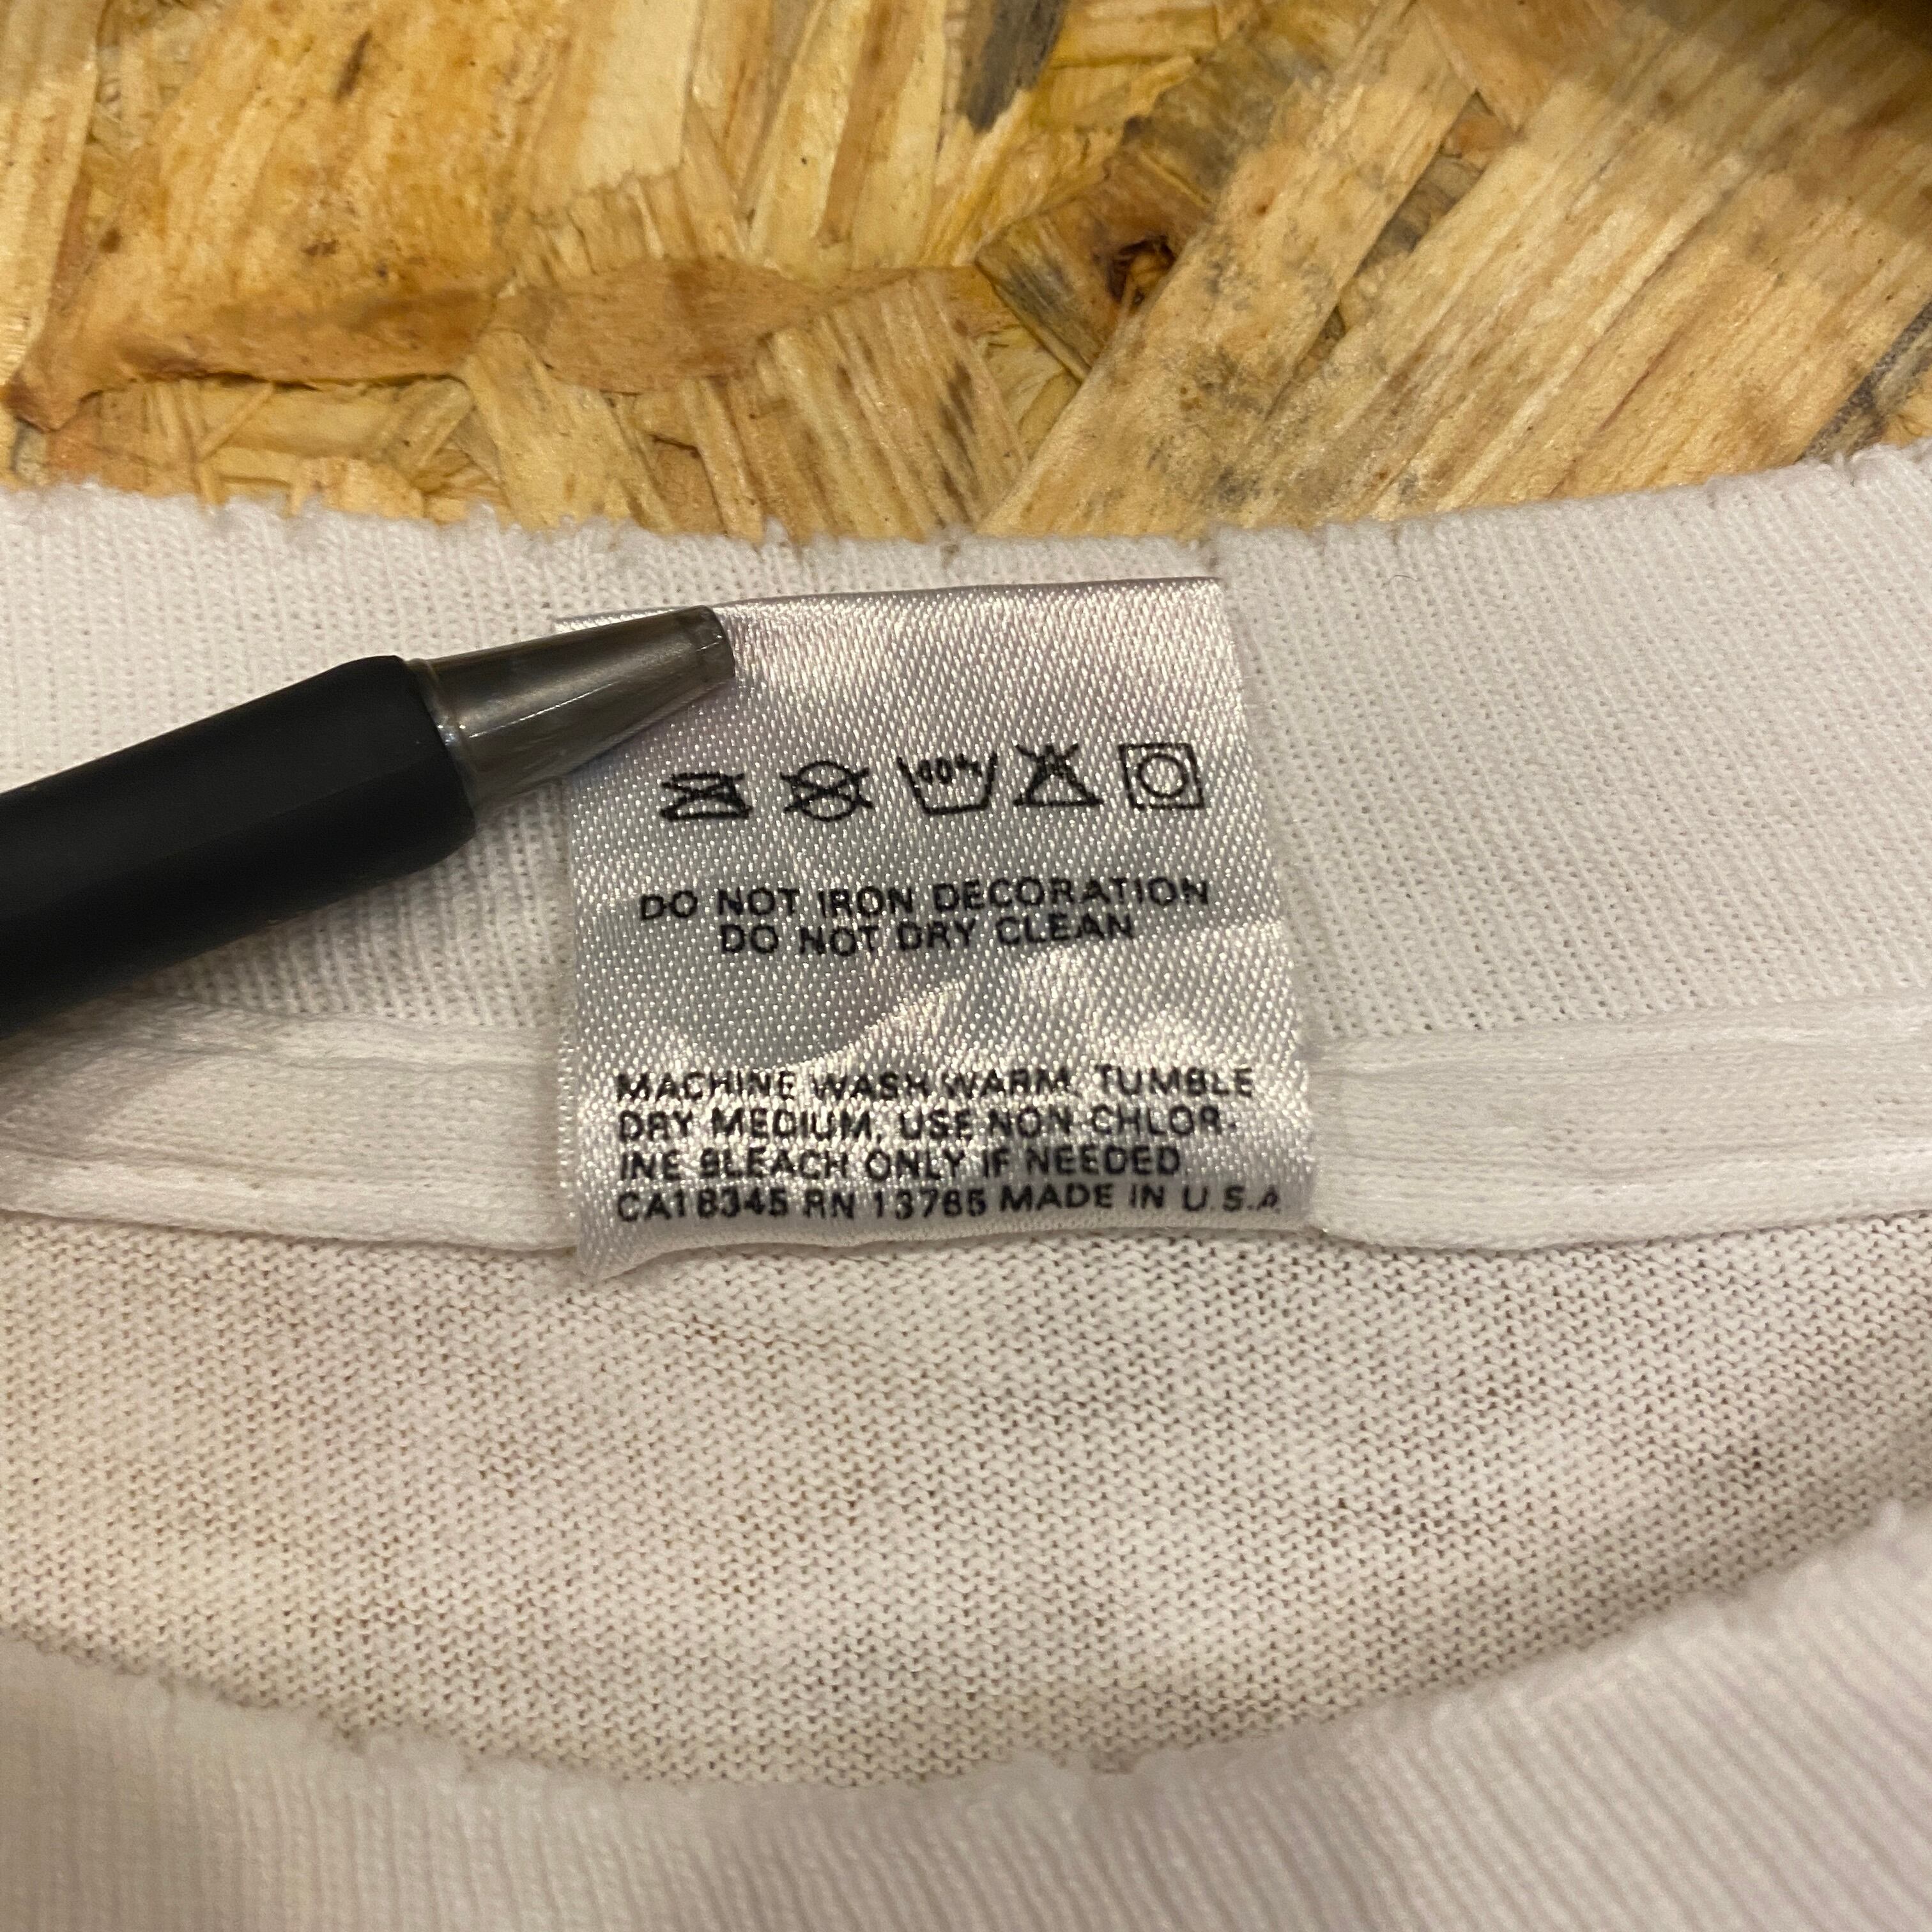 40°
DO NOT IRON DECORATION
DO NOT DRY CLEAN
MACHINE WASH WARM, TUMBLE
DRY MEDIUM, USE NON-CHLOR-
INE BLEACH ONLY IF NEEDED
CA18345 RN 13765 MADE IN U.S.A